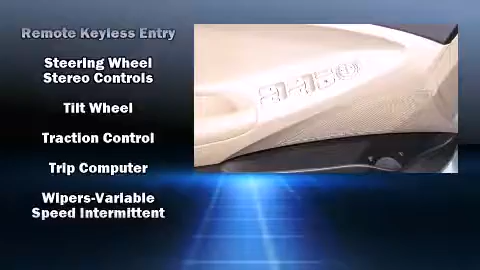 Remote Keyless Entry
Steering Wheel
Stereo Controls
Tilt Wheel
Traction Control
Trip Computer
Wipers-Variable
Speed Intermittent